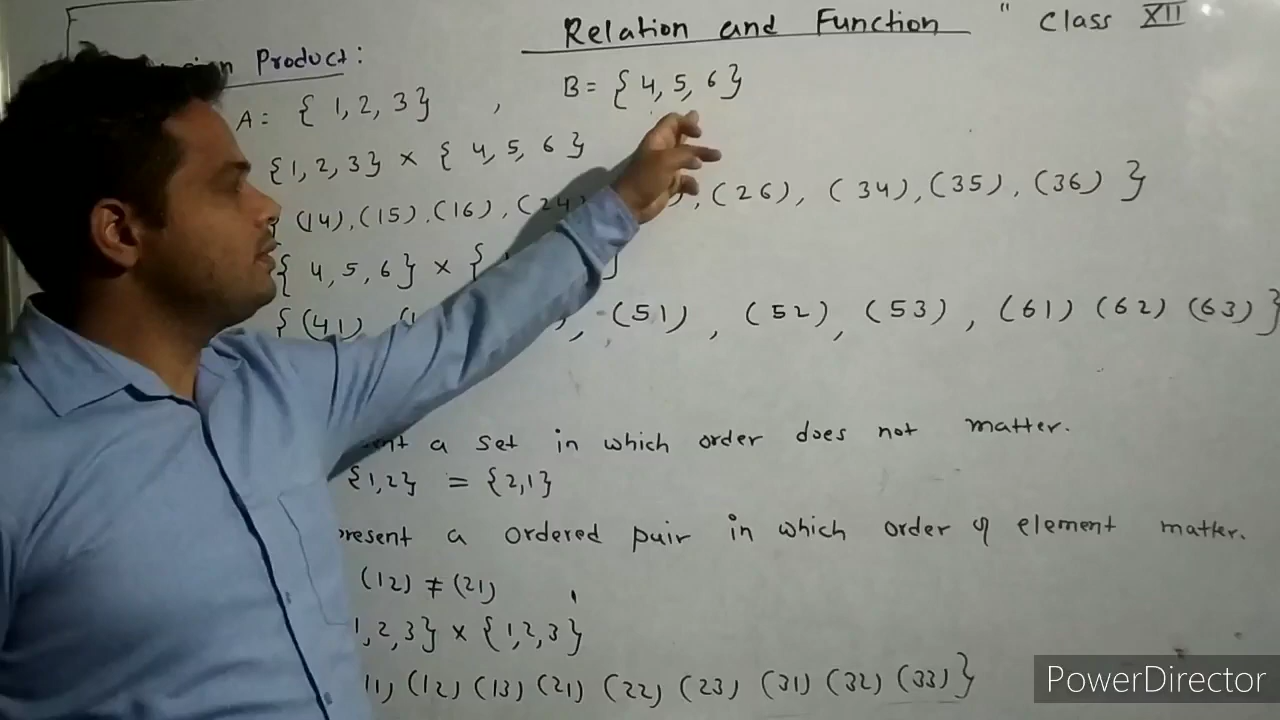 Relation and Function " Class XII
Product:
A = { 1, 2, 3 } , B = { 4, 5, 6 }
{1, 2, 3} × { 4, 5, 6 }
{ (14), (15), (16), (24) , (26), (34), (35), (36) }
{ 4, 5, 6 } × { }
{ (41) , (51) , (52) , (53) , (61) (62) (63) }
a set in which order does not matter.
{1,2} = {2,1}
a ordered pair in which order of element matter.
(12) ≠ (21)
1, 2, 3} × {1, 2, 3}
11) (12) (13) (21) (22) (23) (31) (32) (33) }
PowerDirector